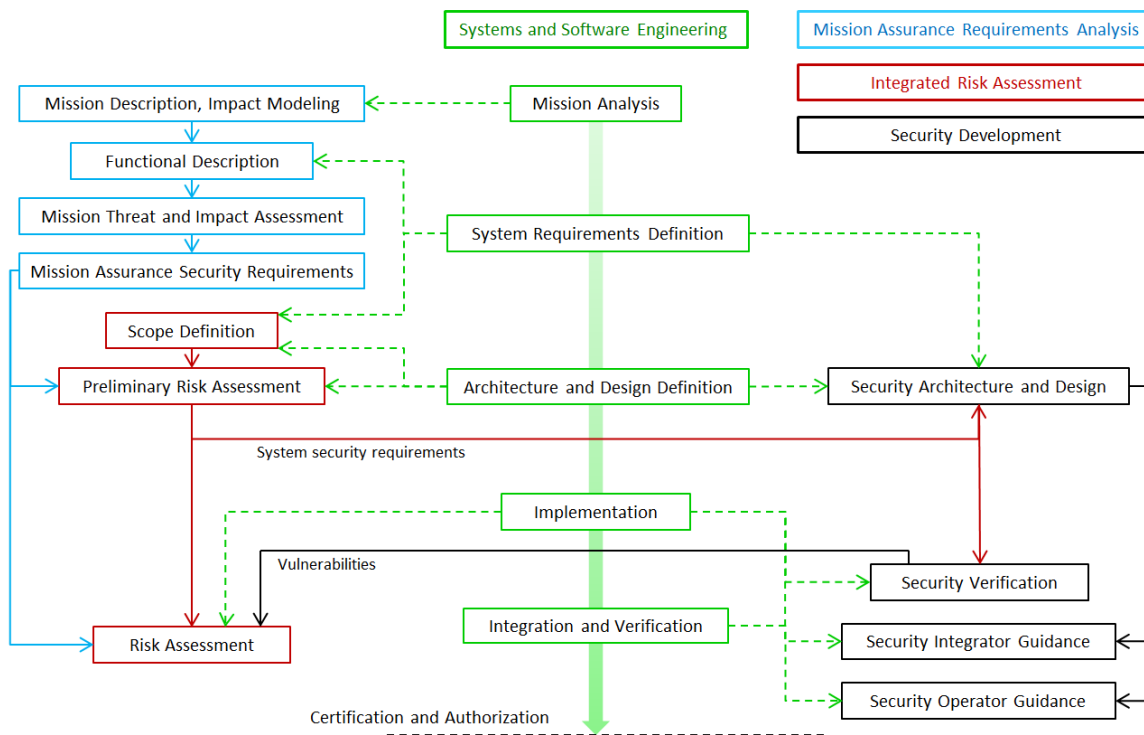 Systems and Software Engineering
Mission Assurance Requirements Analysis
Integrated Risk Assessment
Security Development
Mission Description, Impact Modeling
Mission Analysis
Functional Description
Mission Threat and Impact Assessment
System Requirements Definition
Mission Assurance Security Requirements
Scope Definition
Preliminary Risk Assessment
Architecture and Design Definition
Security Architecture and Design
System security requirements
Implementation
Vulnerabilities
Security Verification
Integration and Verification
Risk Assessment
Security Integrator Guidance
Security Operator Guidance
Certification and Authorization